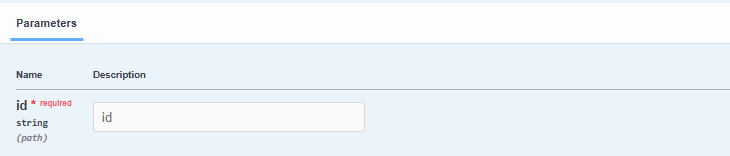 Parameters
Name Description
id * required
string
(path)
id